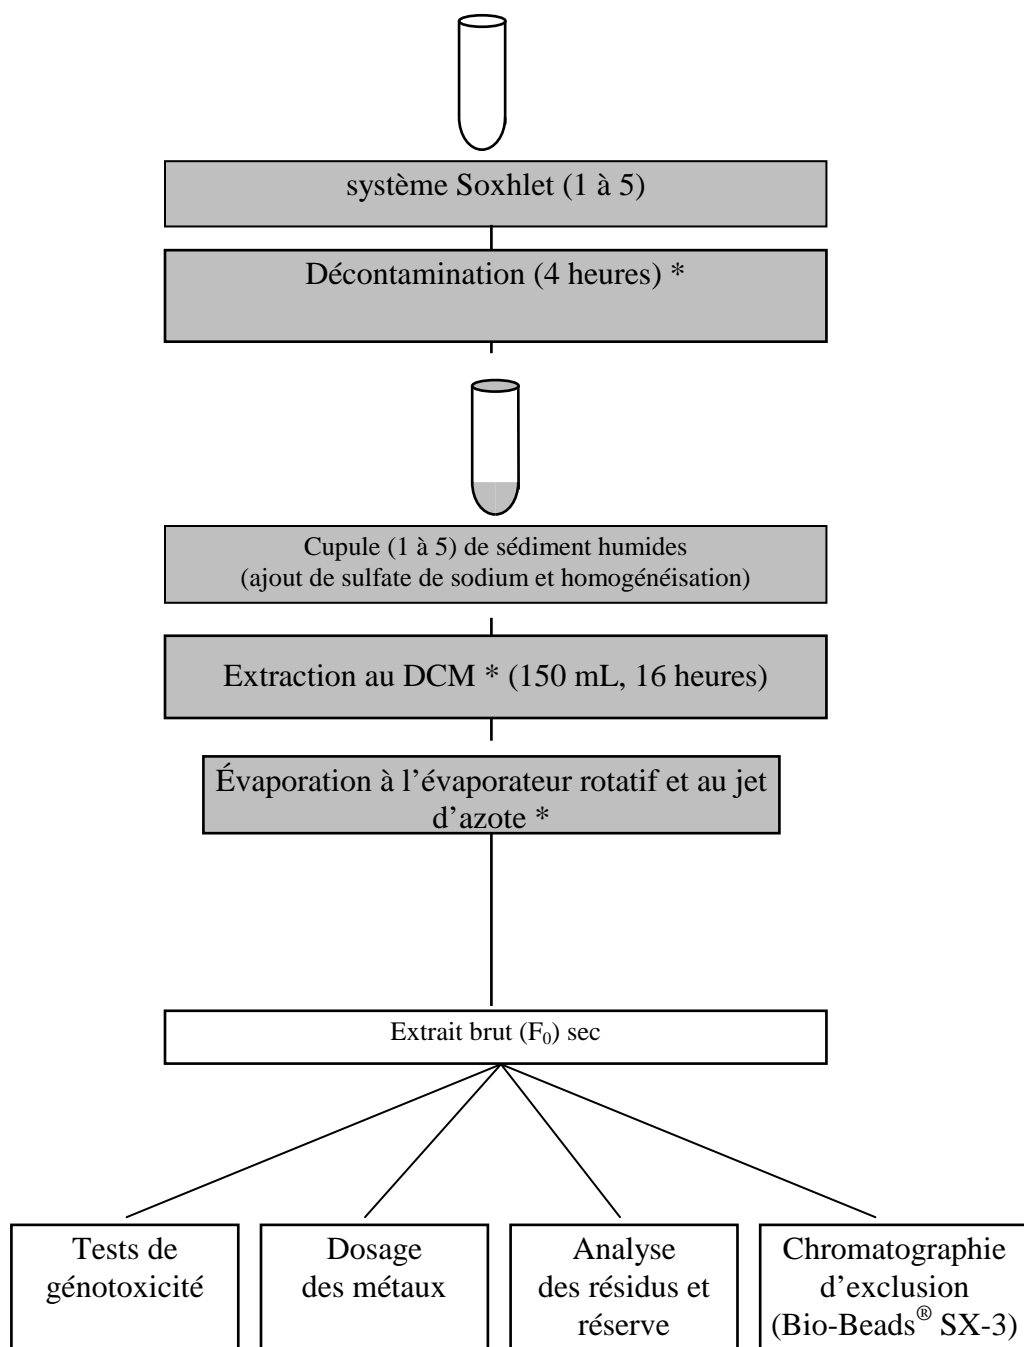 système Soxhlet (1 à 5)
Décontamination (4 heures) *
Cupule (1 à 5) de sédiment humides
(ajout de sulfate de sodium et homogénéisation)
Extraction au DCM * (150 mL, 16 heures)
Évaporation à l’évaporateur rotatif et au jet
d’azote *
Extrait brut (F₀) sec
Tests de
génotoxicité
Dosage
des métaux
Analyse
des résidus et
réserve
Chromatographie
d’exclusion
(Bio-Beads® SX-3)